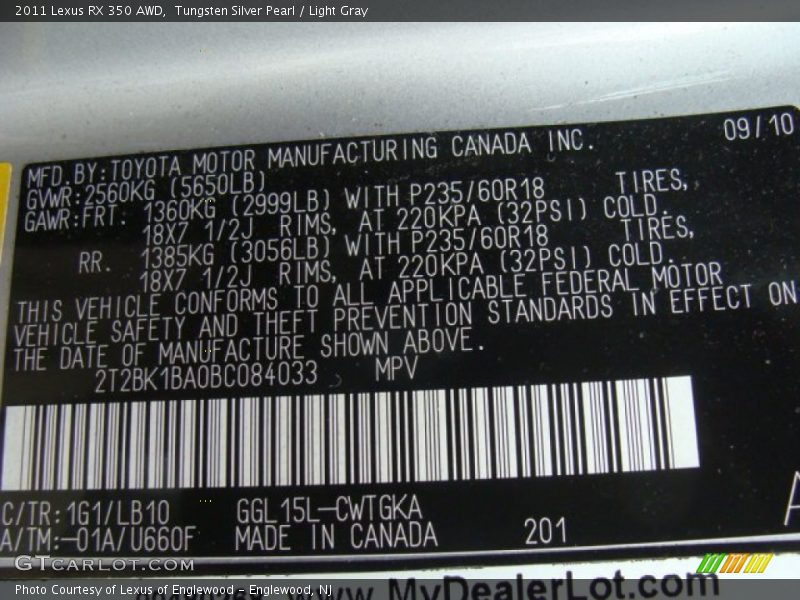 2011 Lexus RX 350 AWD, Tungsten Silver Pearl / Light Gray
09/10
MFD. BY:TOYOTA MOTOR MANUFACTURING CANADA INC.
GVWR:2560KG (5650LB)
GAWR:FRT. 1360KG (2999LB) WITH P235/60R18 TIRES,
18X7 1/2J RIMS, AT 220KPA (32PSI) COLD.
RR. 1385KG (3056LB) WITH P235/60R18 TIRES,
18X7 1/2J RIMS, AT 220KPA (32PSI) COLD.
THIS VEHICLE CONFORMS TO ALL APPLICABLE FEDERAL MOTOR
VEHICLE SAFETY AND THEFT PREVENTION STANDARDS IN EFFECT ON
THE DATE OF MANUFACTURE SHOWN ABOVE.
2T2BK1BA0BC084033 MPV
C/TR:1G1/LB10 GGL15L-CWTGKA
A/TM:-01A/U660F MADE IN CANADA 201
GTcarlot.com
Photo Courtesy of Lexus of Englewood - Englewood, NJ
www.MyDealerLot.com